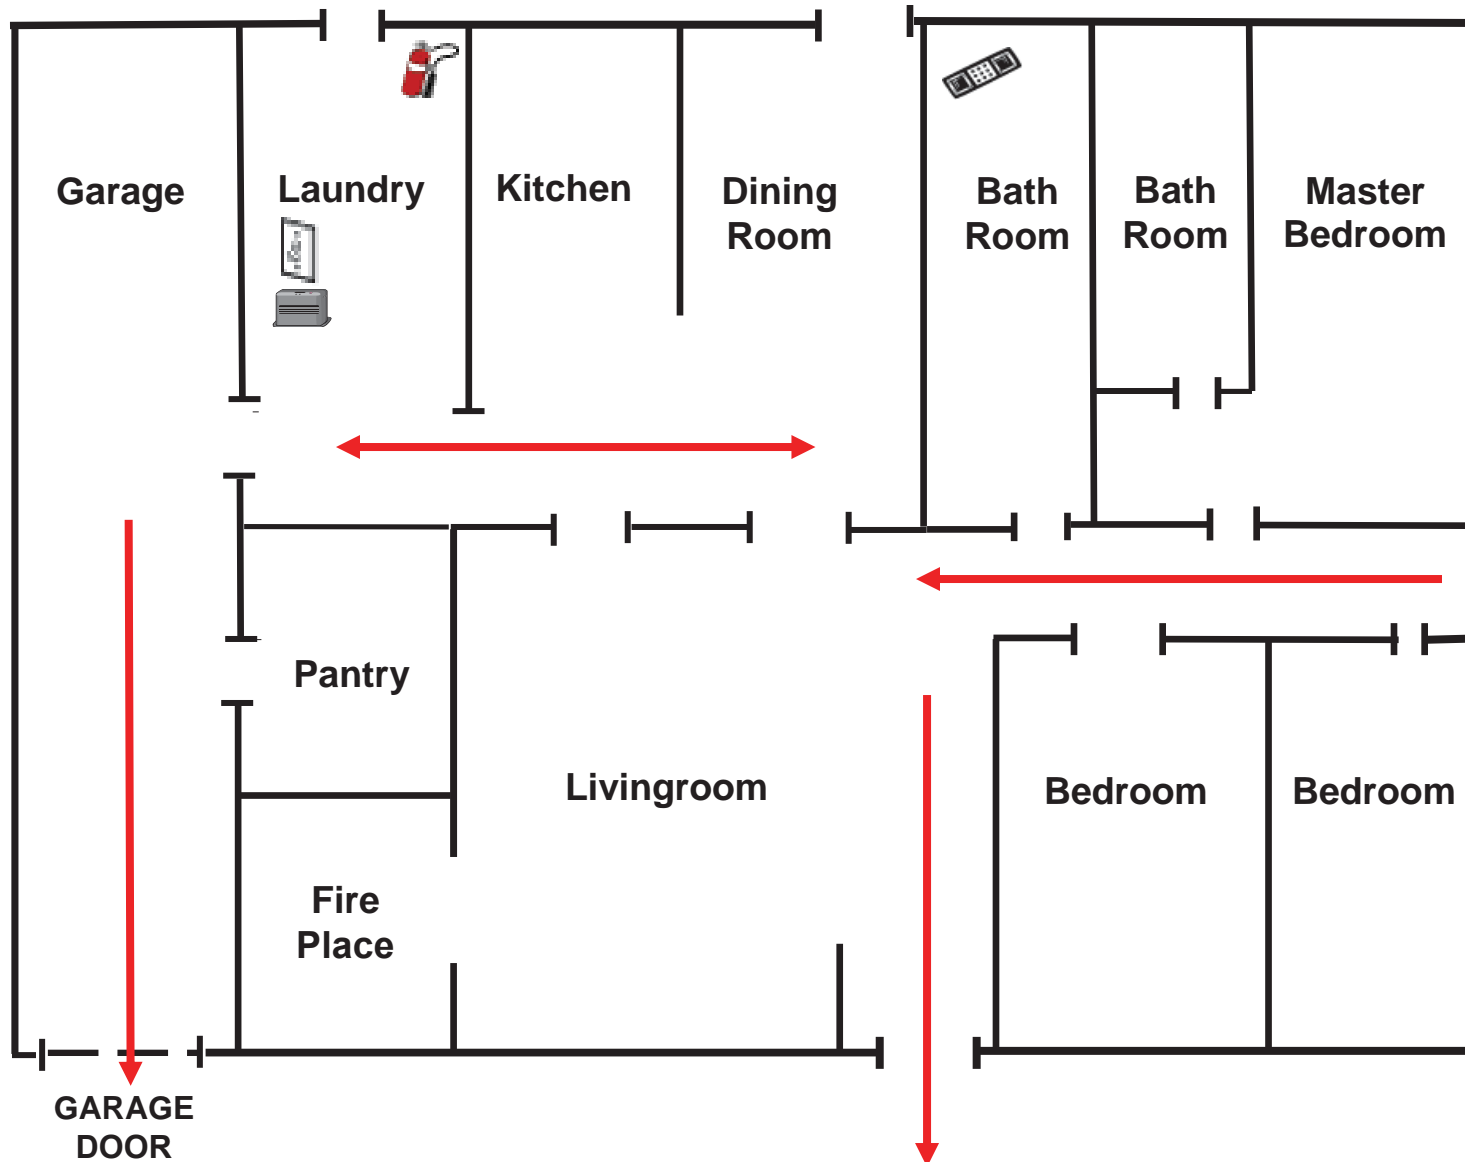 Garage
Laundry
Kitchen
Dining
Room
Bath
Room
Bath
Room
Master
Bedroom
Pantry
Livingroom
Bedroom
Bedroom
Fire
Place
GARAGE
DOOR